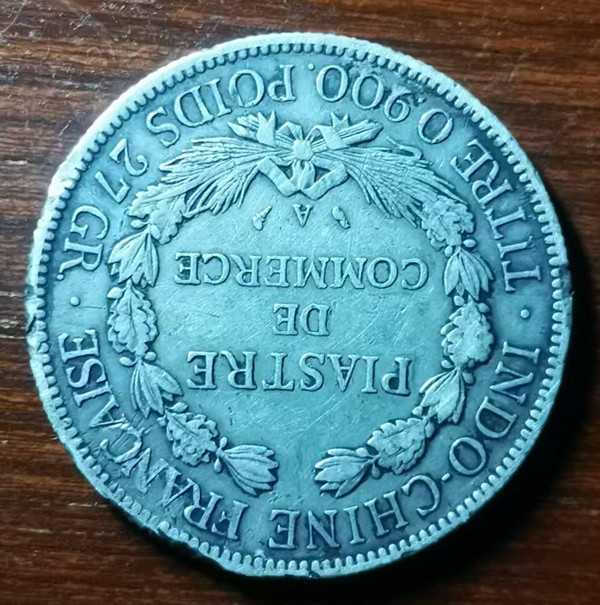 INDO-CHINE FRANÇAISE ·
TITRE 0,900. POIDS 27 GR ·
PIASTRE
DE
COMMERCE
A